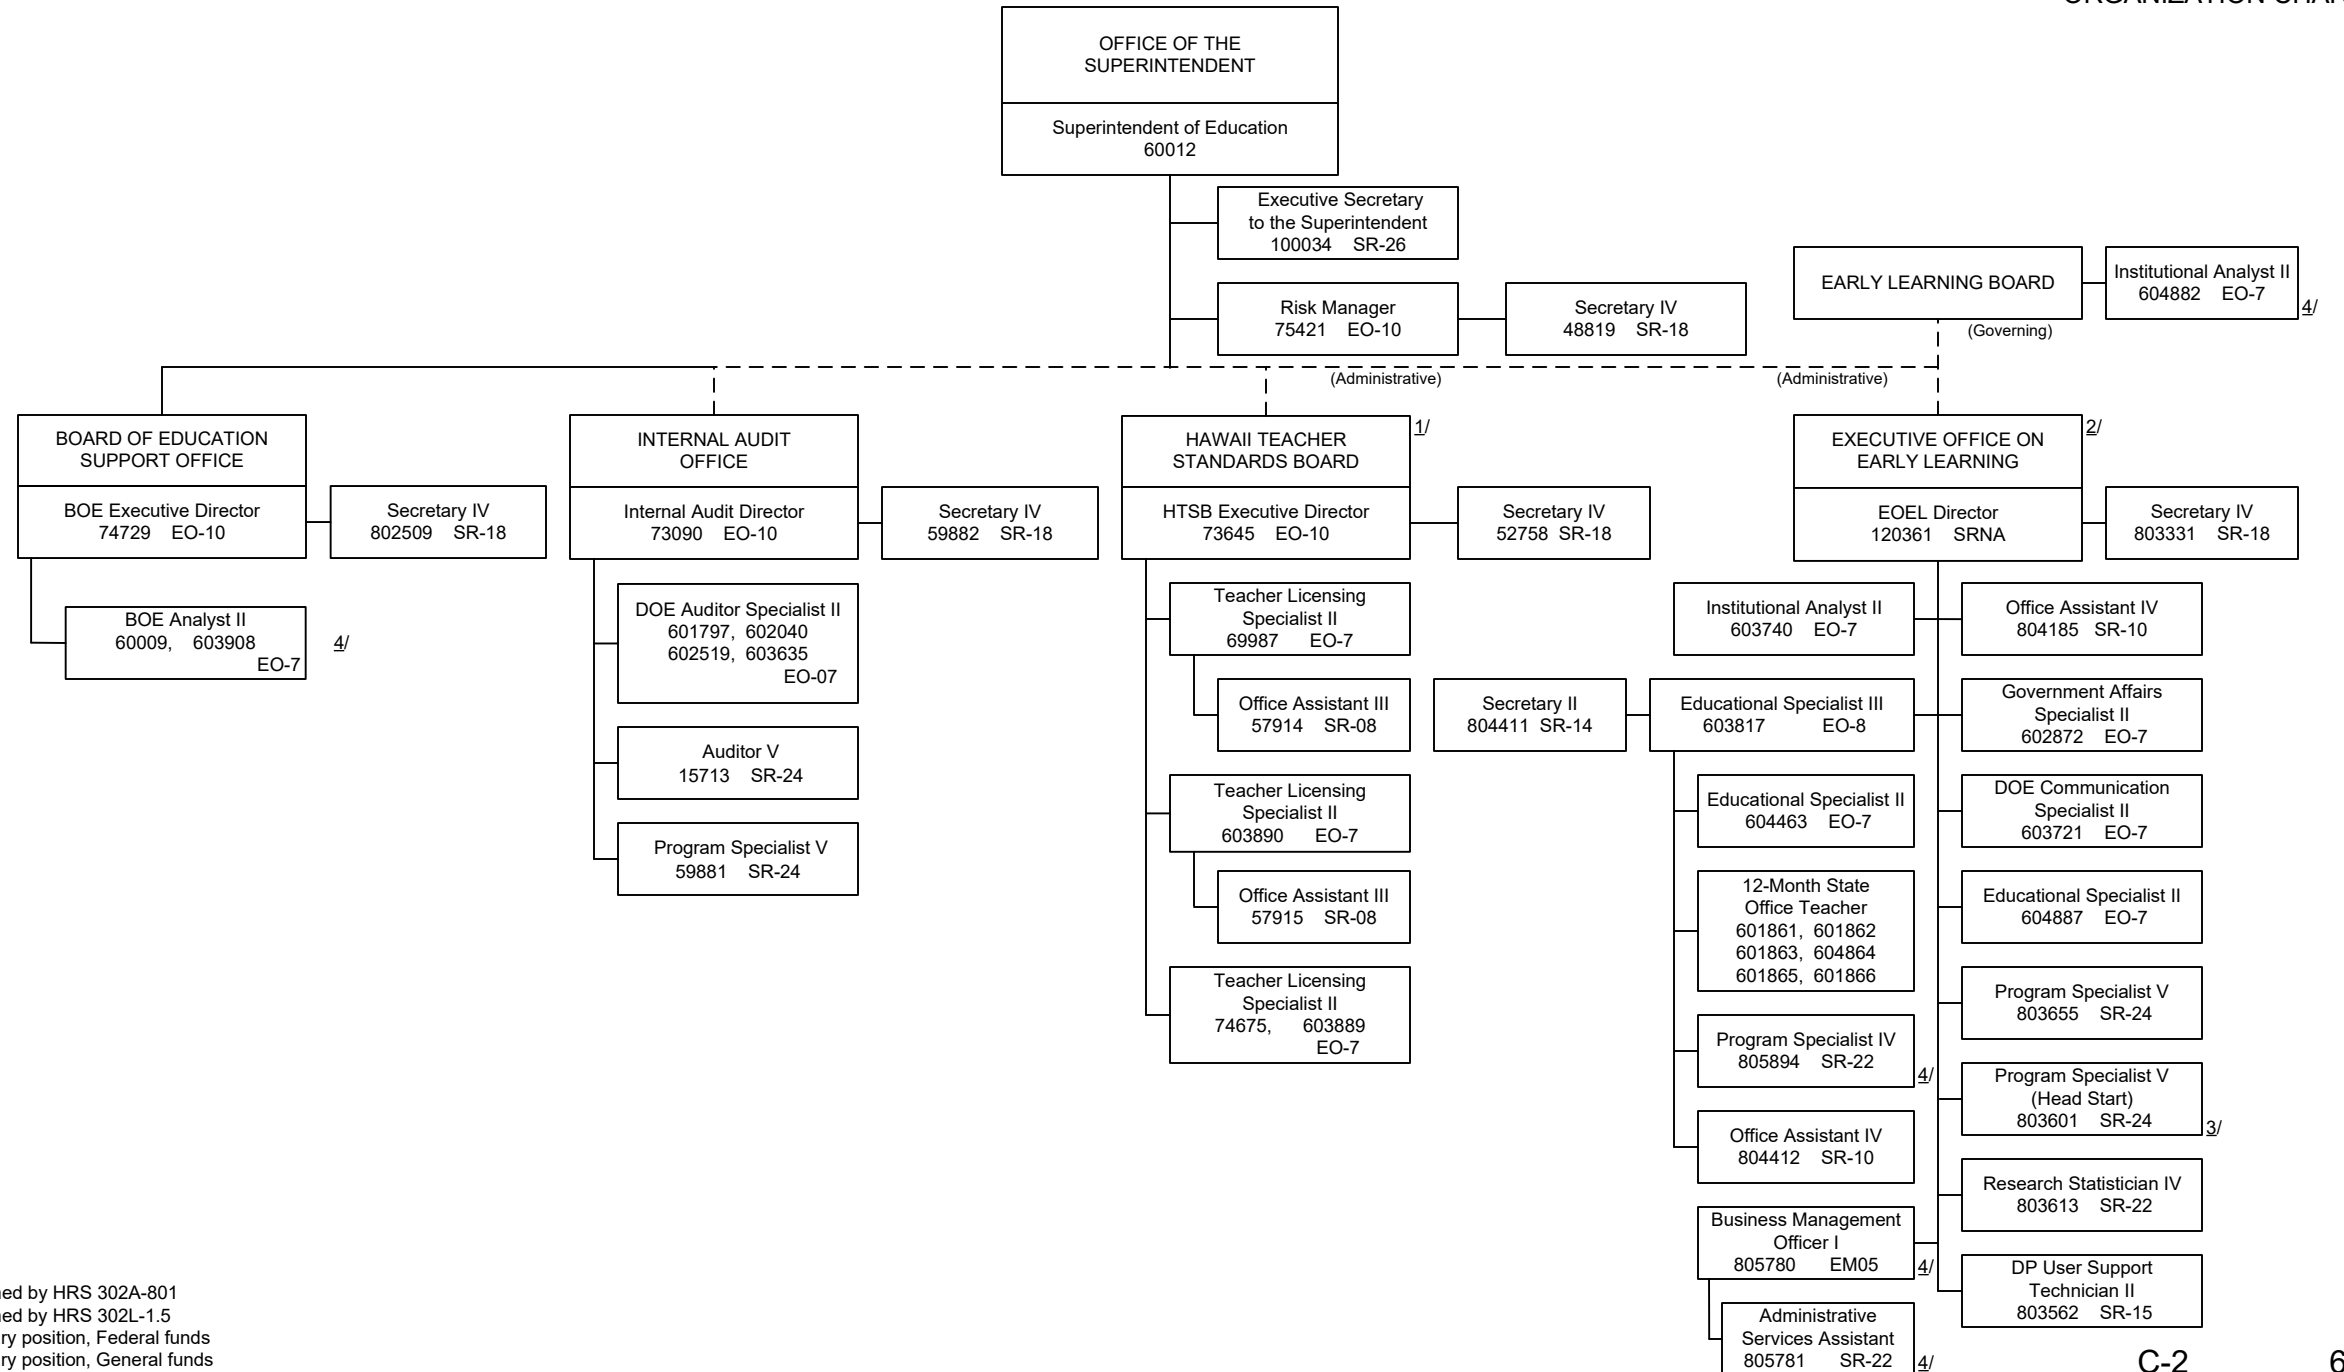 OFFICE OF THE
SUPERINTENDENT
Superintendent of Education
60012
Executive Secretary
to the Superintendent
100034 SR-26
Risk Manager
75421 EO-10
Secretary IV
48819 SR-18
EARLY LEARNING BOARD
Institutional Analyst II
604882 EO-7
4/
(Governing)
(Administrative)
(Administrative)
BOARD OF EDUCATION
SUPPORT OFFICE
BOE Executive Director
74729 EO-10
Secretary IV
802509 SR-18
BOE Analyst II
60009, 603908
EO-7
4/
INTERNAL AUDIT
OFFICE
Internal Audit Director
73090 EO-10
Secretary IV
59882 SR-18
DOE Auditor Specialist II
601797, 602040
602519, 603635
EO-07
Auditor V
15713 SR-24
Program Specialist V
59881 SR-24
HAWAII TEACHER
STANDARDS BOARD
1/
HTSB Executive Director
73645 EO-10
Secretary IV
52758 SR-18
Teacher Licensing
Specialist II
69987 EO-7
Office Assistant III
57914 SR-08
Teacher Licensing
Specialist II
603890 EO-7
Office Assistant III
57915 SR-08
Teacher Licensing
Specialist II
74675, 603889
EO-7
EXECUTIVE OFFICE ON
EARLY LEARNING
2/
EOEL Director
120361 SRNA
Secretary IV
803331 SR-18
Institutional Analyst II
603740 EO-7
Office Assistant IV
804185 SR-10
Secretary II
804411 SR-14
Educational Specialist III
603817 EO-8
Government Affairs
Specialist II
602872 EO-7
Educational Specialist II
604463 EO-7
DOE Communication
Specialist II
603721 EO-7
12-Month State
Office Teacher
601861, 601862
601863, 604864
601865, 601866
Educational Specialist II
604887 EO-7
Program Specialist V
803655 SR-24
Program Specialist IV
805894 SR-22
4/
Program Specialist V
(Head Start)
803601 SR-24
3/
Office Assistant IV
804412 SR-10
Research Statistician IV
803613 SR-22
Business Management
Officer I
805780 EM05
4/
DP User Support
Technician II
803562 SR-15
Administrative
Services Assistant
805781 SR-22
4/
by HRS 302A-801
by HRS 302L-1.5
position, Federal funds
position, General funds
C-2